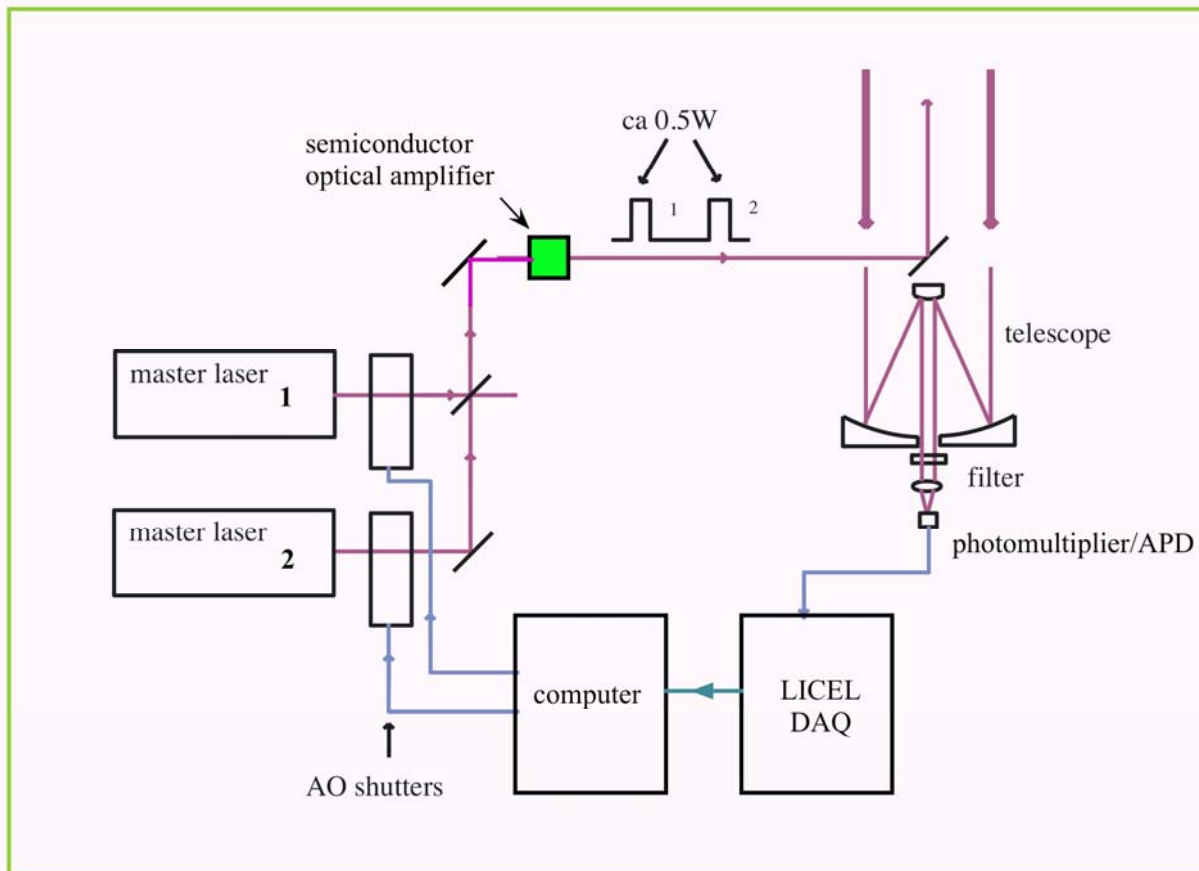 ca 0.5W
semiconductor
optical amplifier
1
2
telescope
master laser
1
filter
master laser
2
photomultiplier/APD
computer
LICEL
DAQ
AO shutters